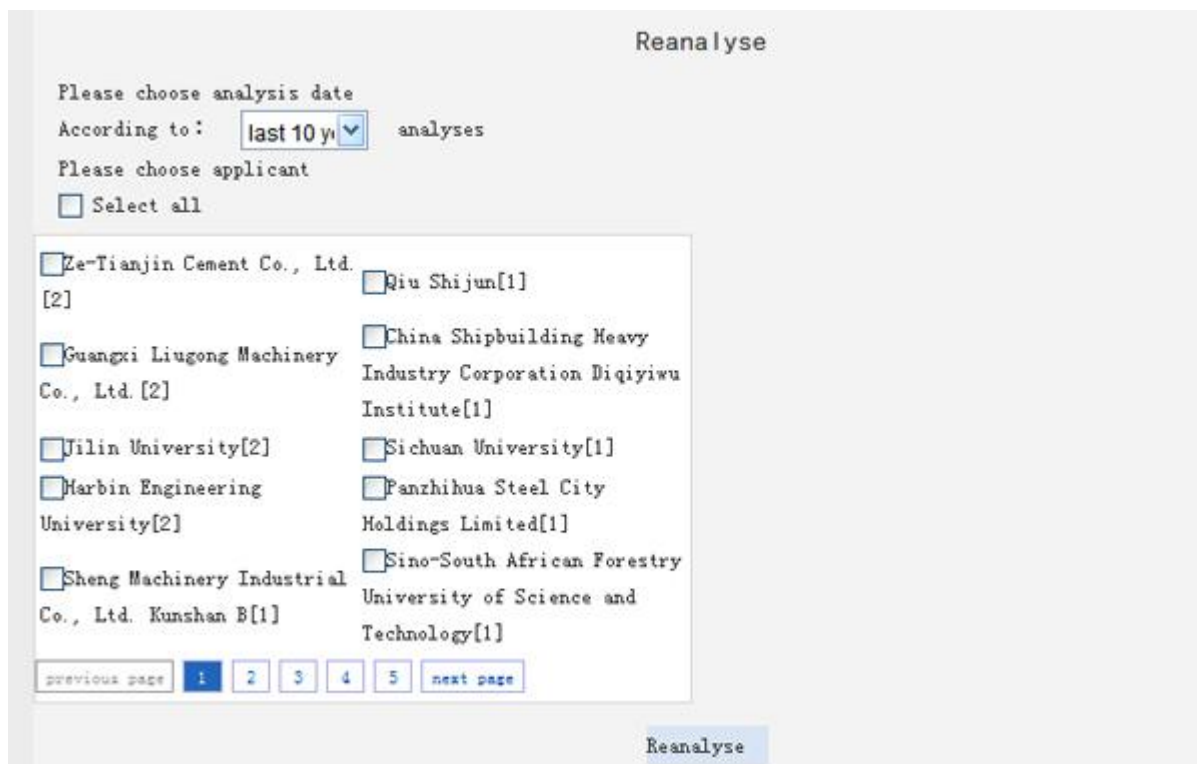 Reanalyse
Please choose analysis date
According to: last 10 y analyses
Please choose applicant
Select all
Ze-Tianjin Cement Co., Ltd.
[2]
Qiu Shijun[1]
Guangxi Liugong Machinery
Co., Ltd.[2]
China Shipbuilding Heavy
Industry Corporation Diqiyiwu
Institute[1]
Jilin University[2]
Sichuan University[1]
Harbin Engineering
University[2]
Panzhihua Steel City
Holdings Limited[1]
Sheng Machinery Industrial
Co., Ltd. Kunshan B[1]
Sino-South African Forestry
University of Science and
Technology[1]
previous page 1 2 3 4 5 next page
Reanalyse